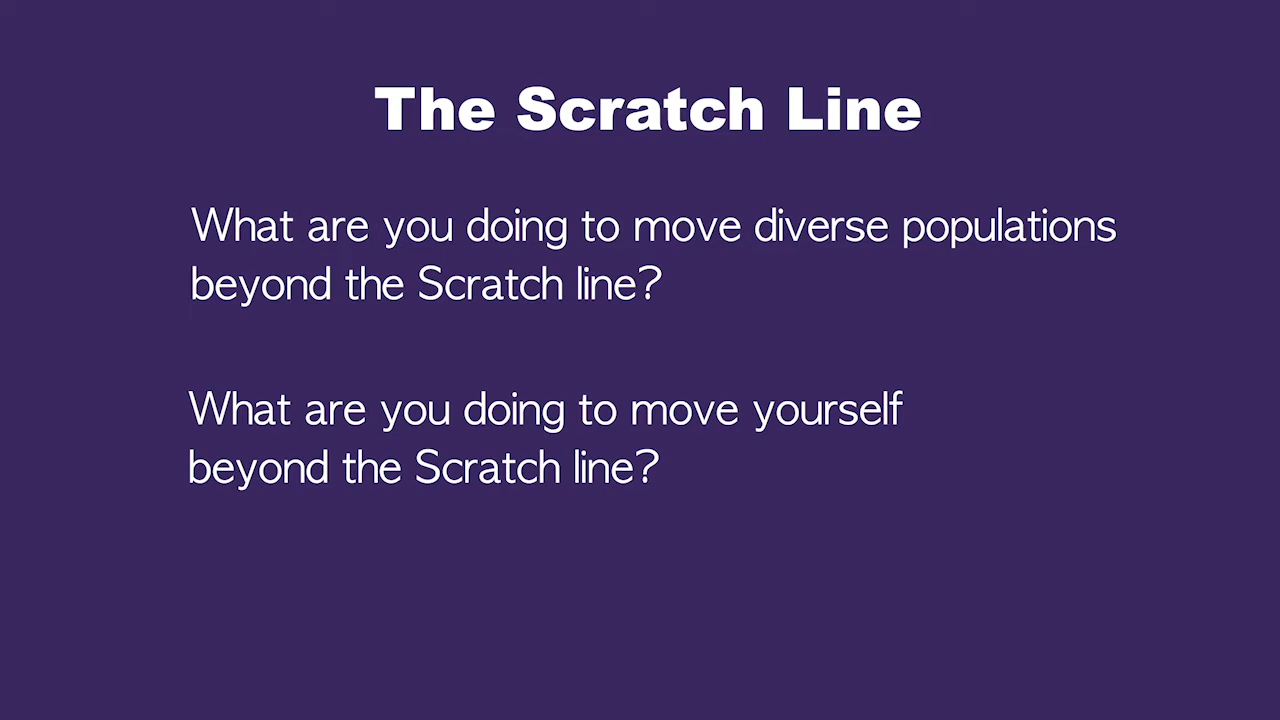 The Scratch Line
What are you doing to move diverse populations
beyond the Scratch line?
What are you doing to move yourself
beyond the Scratch line?